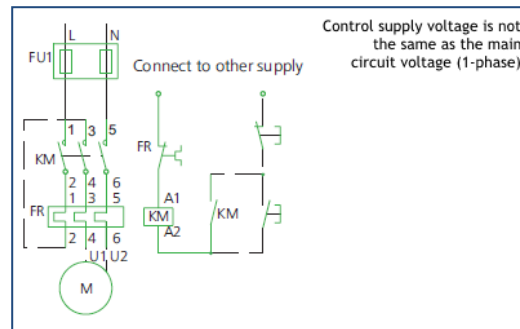 Control supply voltage is not
the same as the main
circuit voltage (1-phase)
L N
FU1
Connect to other supply
1 3 5
KM
FR
2 4 6
1 3 5
A1
FR
KM
KM
A2
2 4 6
U1 U2
M